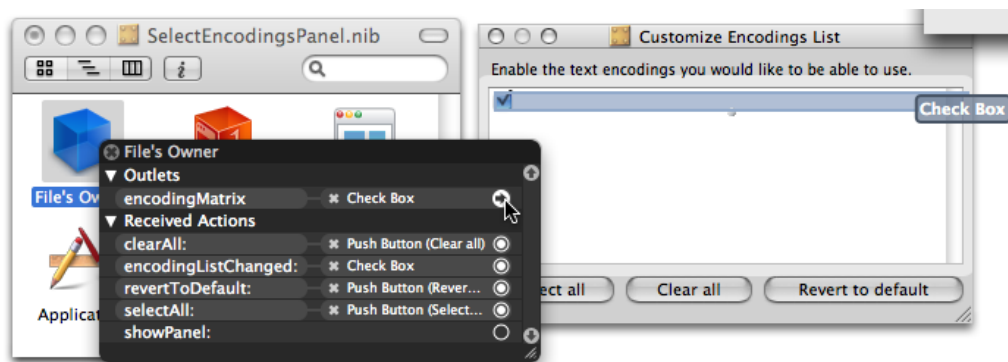 SelectEncodingsPanel.nib
File's Ow
Applicat
File's Owner
Outlets
encodingMatrix Check Box
Received Actions
clearAll: Push Button (Clear all)
encodingListChanged: Check Box
revertToDefault: Push Button (Rever...
selectAll: Push Button (Select...
showPanel:
Customize Encodings List
Enable the text encodings you would like to be able to use.
Check Box
ect all Clear all Revert to default